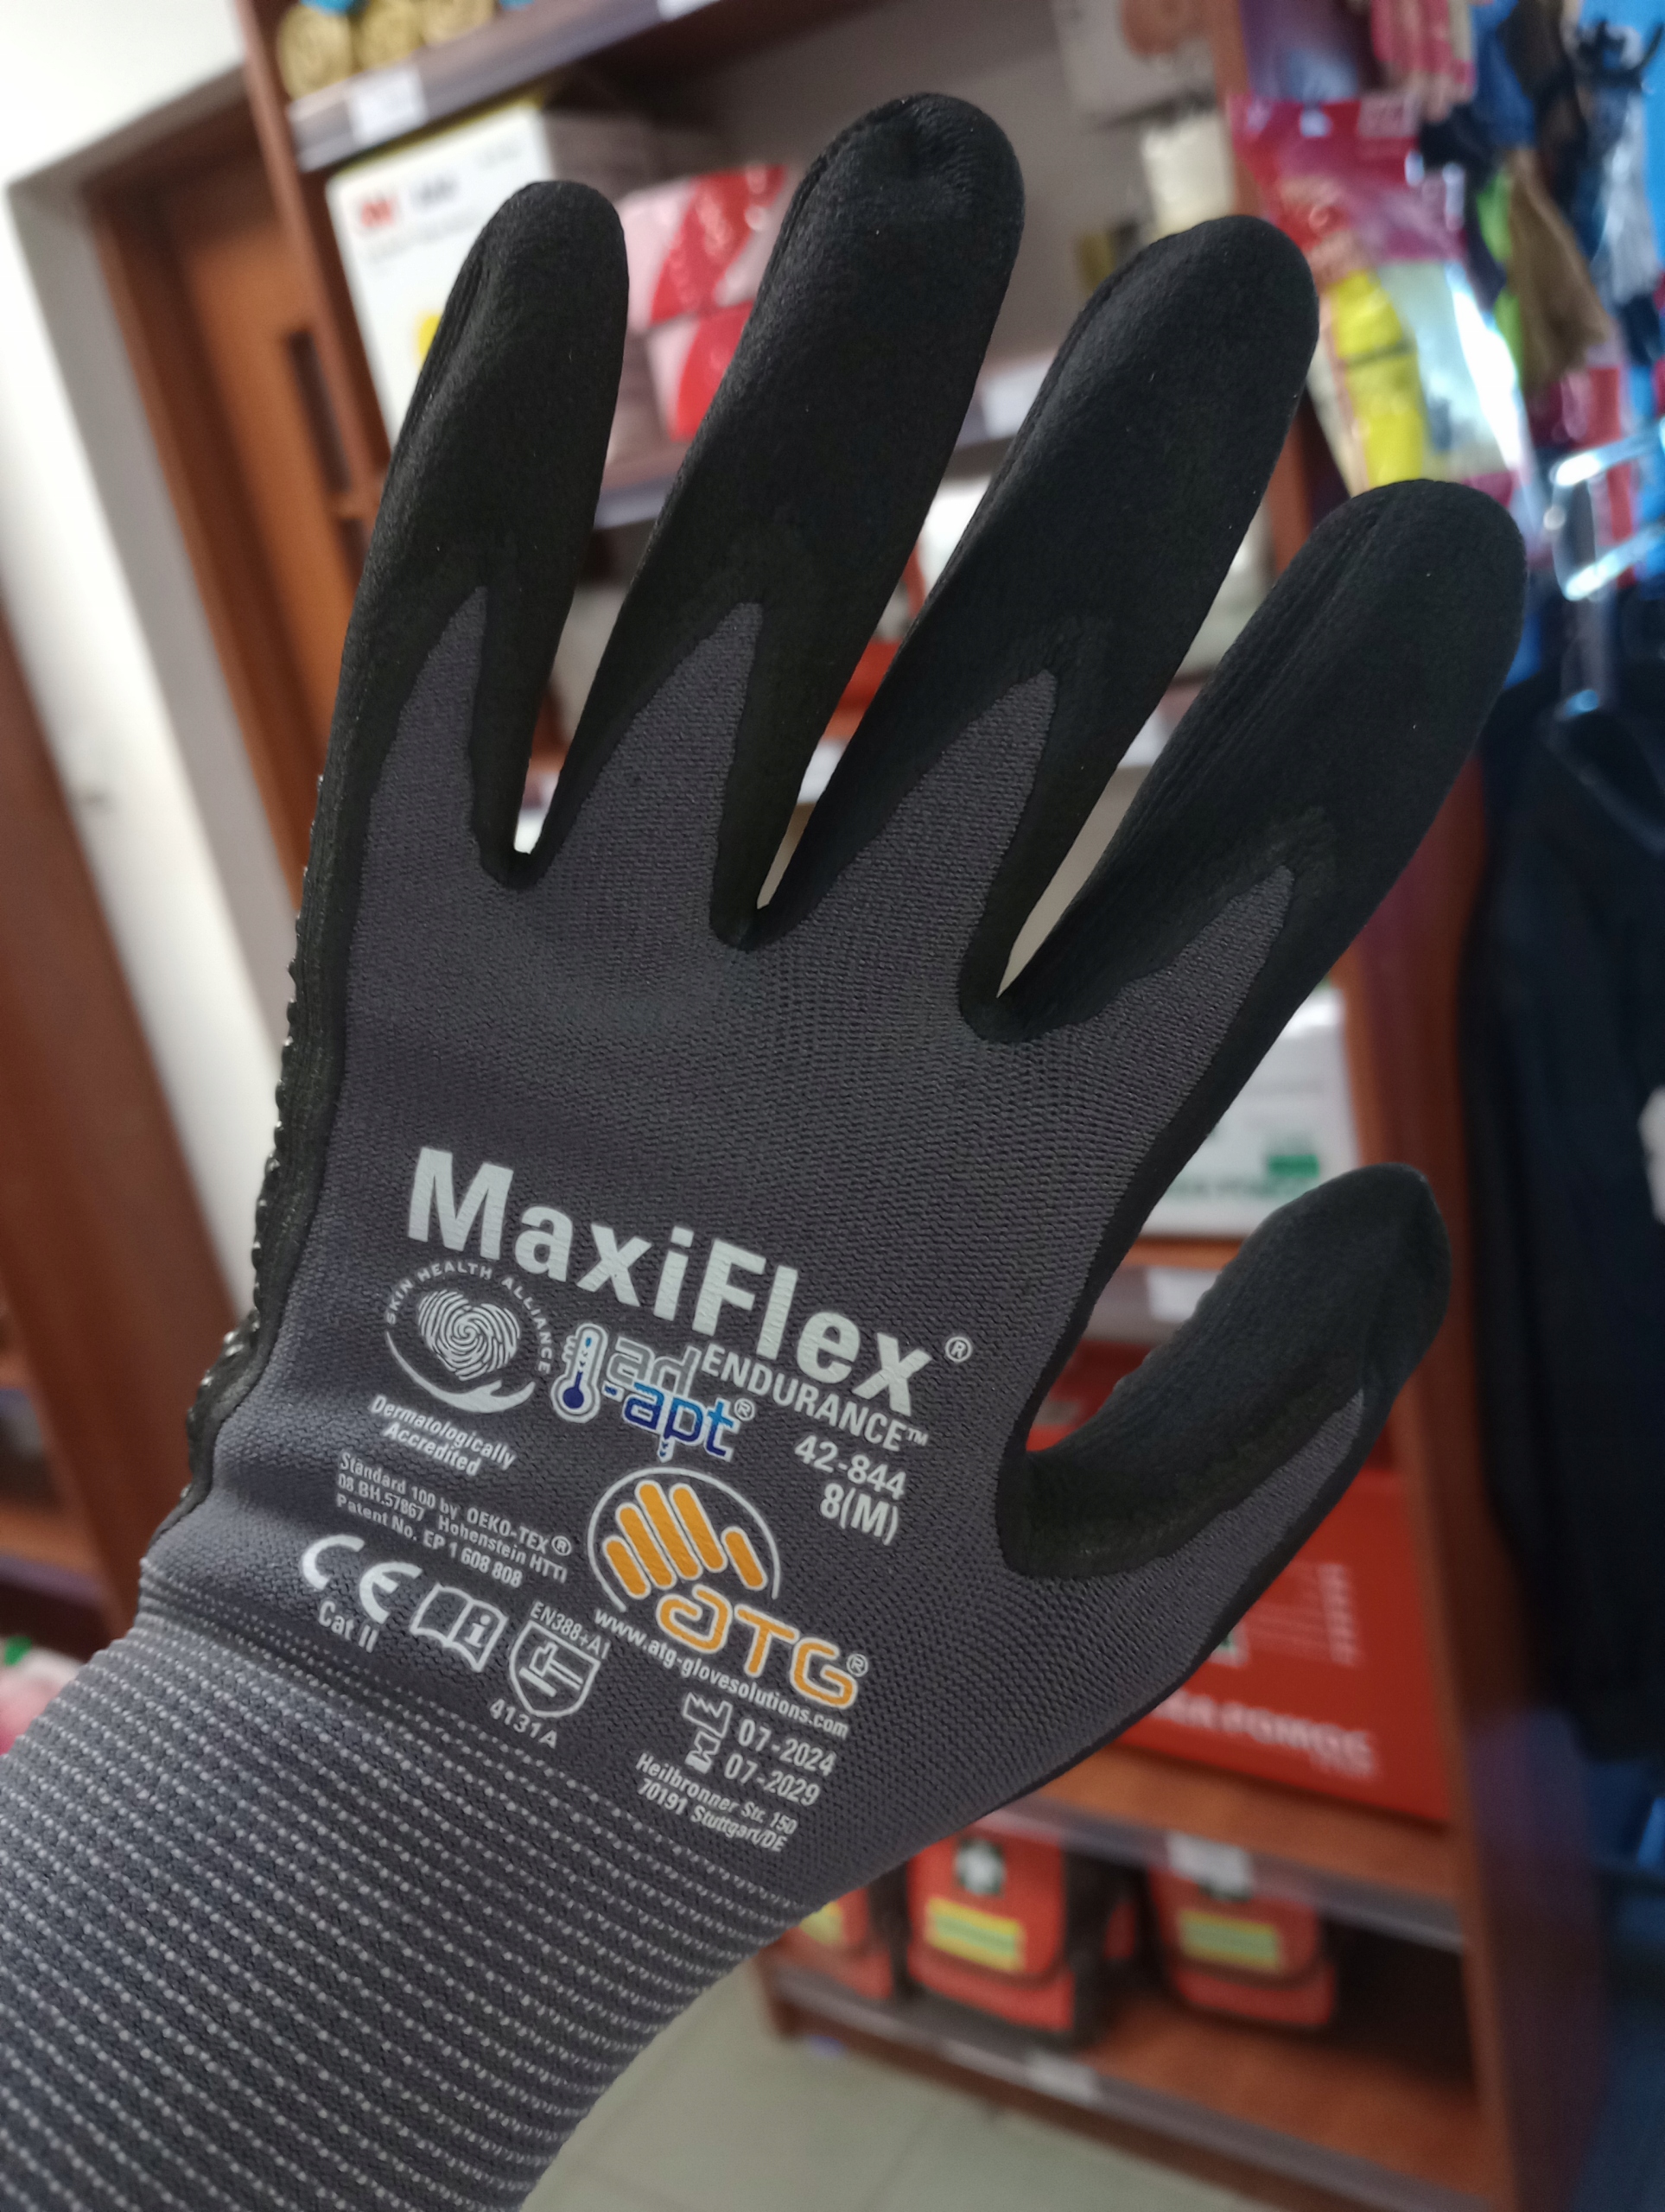 MaxiFlex®
ENDURANCE™
42-844
8(M)
SKIN HEALTH ALLIANCE
Dermatologically
Accredited
ad
-apt®
Standard 100 by OEKO-TEX®
08.BH.57867 Hohenstein HTTI
Patent No. EP 1 608 808
CE
Cat II
i
EN388+A1
4131A
ATG®
www.atg-glovesolutions.com
07-2024
07-2029
Heilbronner Str. 150
70191 Stuttgart/DE
3M